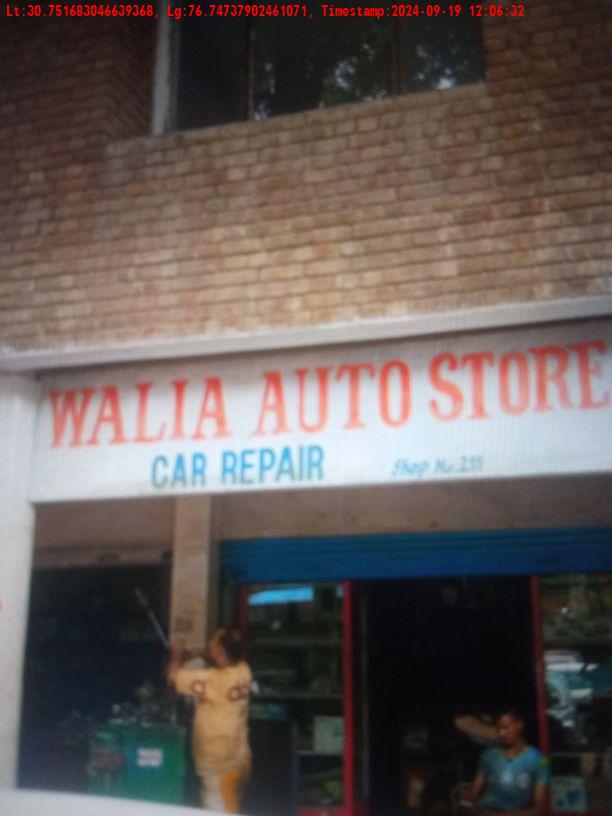 Lt:30.751683046639368, Lg:76.74737902461071, Timestamp:2024-09-19 12:06:32
WALIA AUTO STORE
CAR REPAIR
Shop No. 211